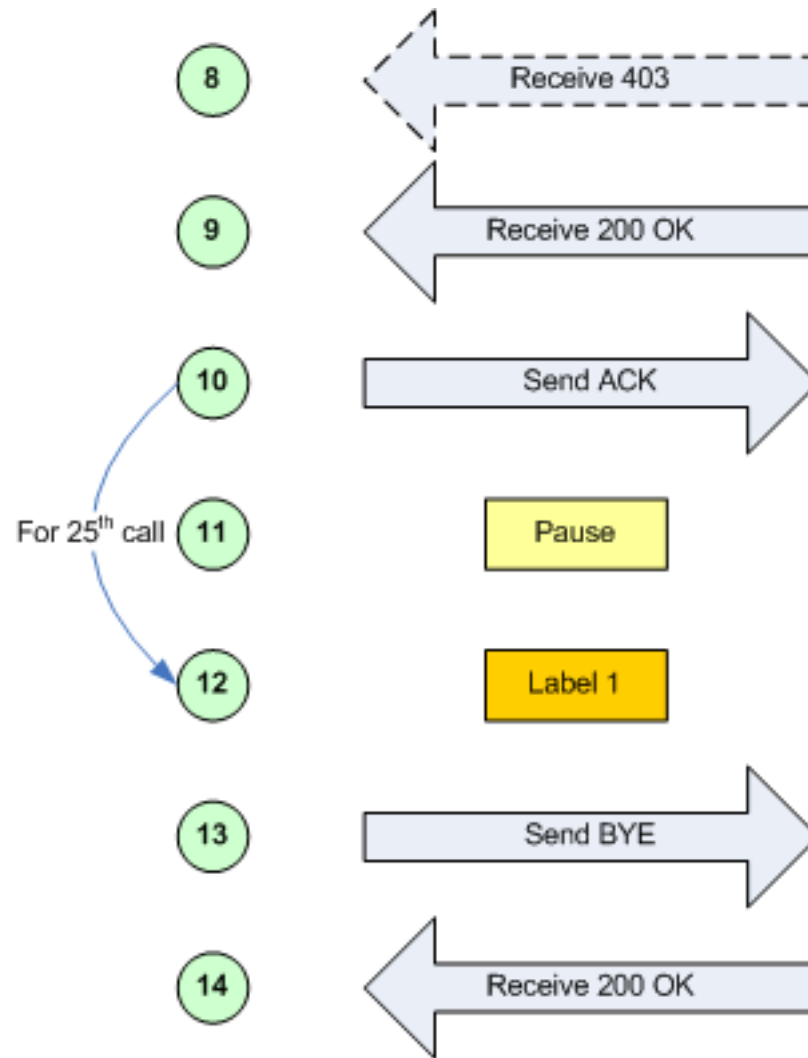 8 Receive 403
9 Receive 200 OK
10 Send ACK
For 25th call 11 Pause
12 Label 1
13 Send BYE
14 Receive 200 OK